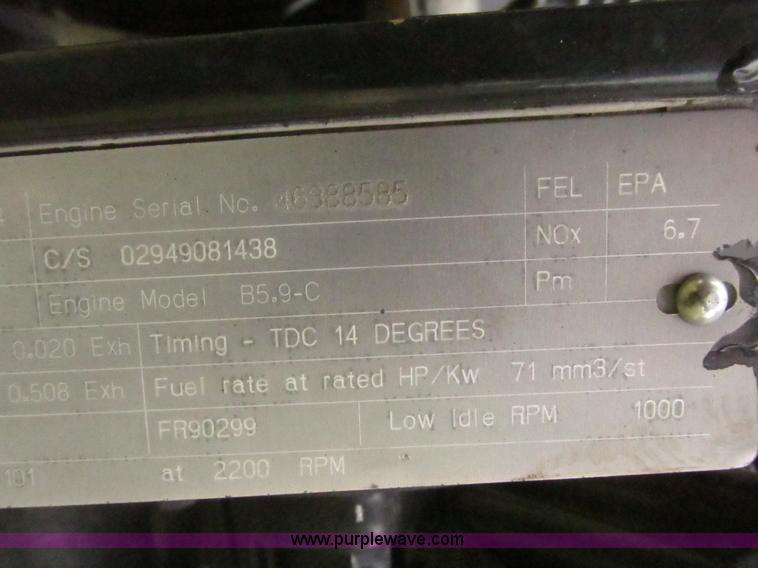 Engine Serial No. 46388585 FEL EPA
C/S 02949081438 NOx 6.7
Engine Model B5.9-C Pm
0.020 Exh Timing - TDC 14 DEGREES
0.508 Exh Fuel rate at rated HP/Kw 71 mm3/st
FR90299 Low Idle RPM 1000
101 at 2200 RPM
www.purplewave.com